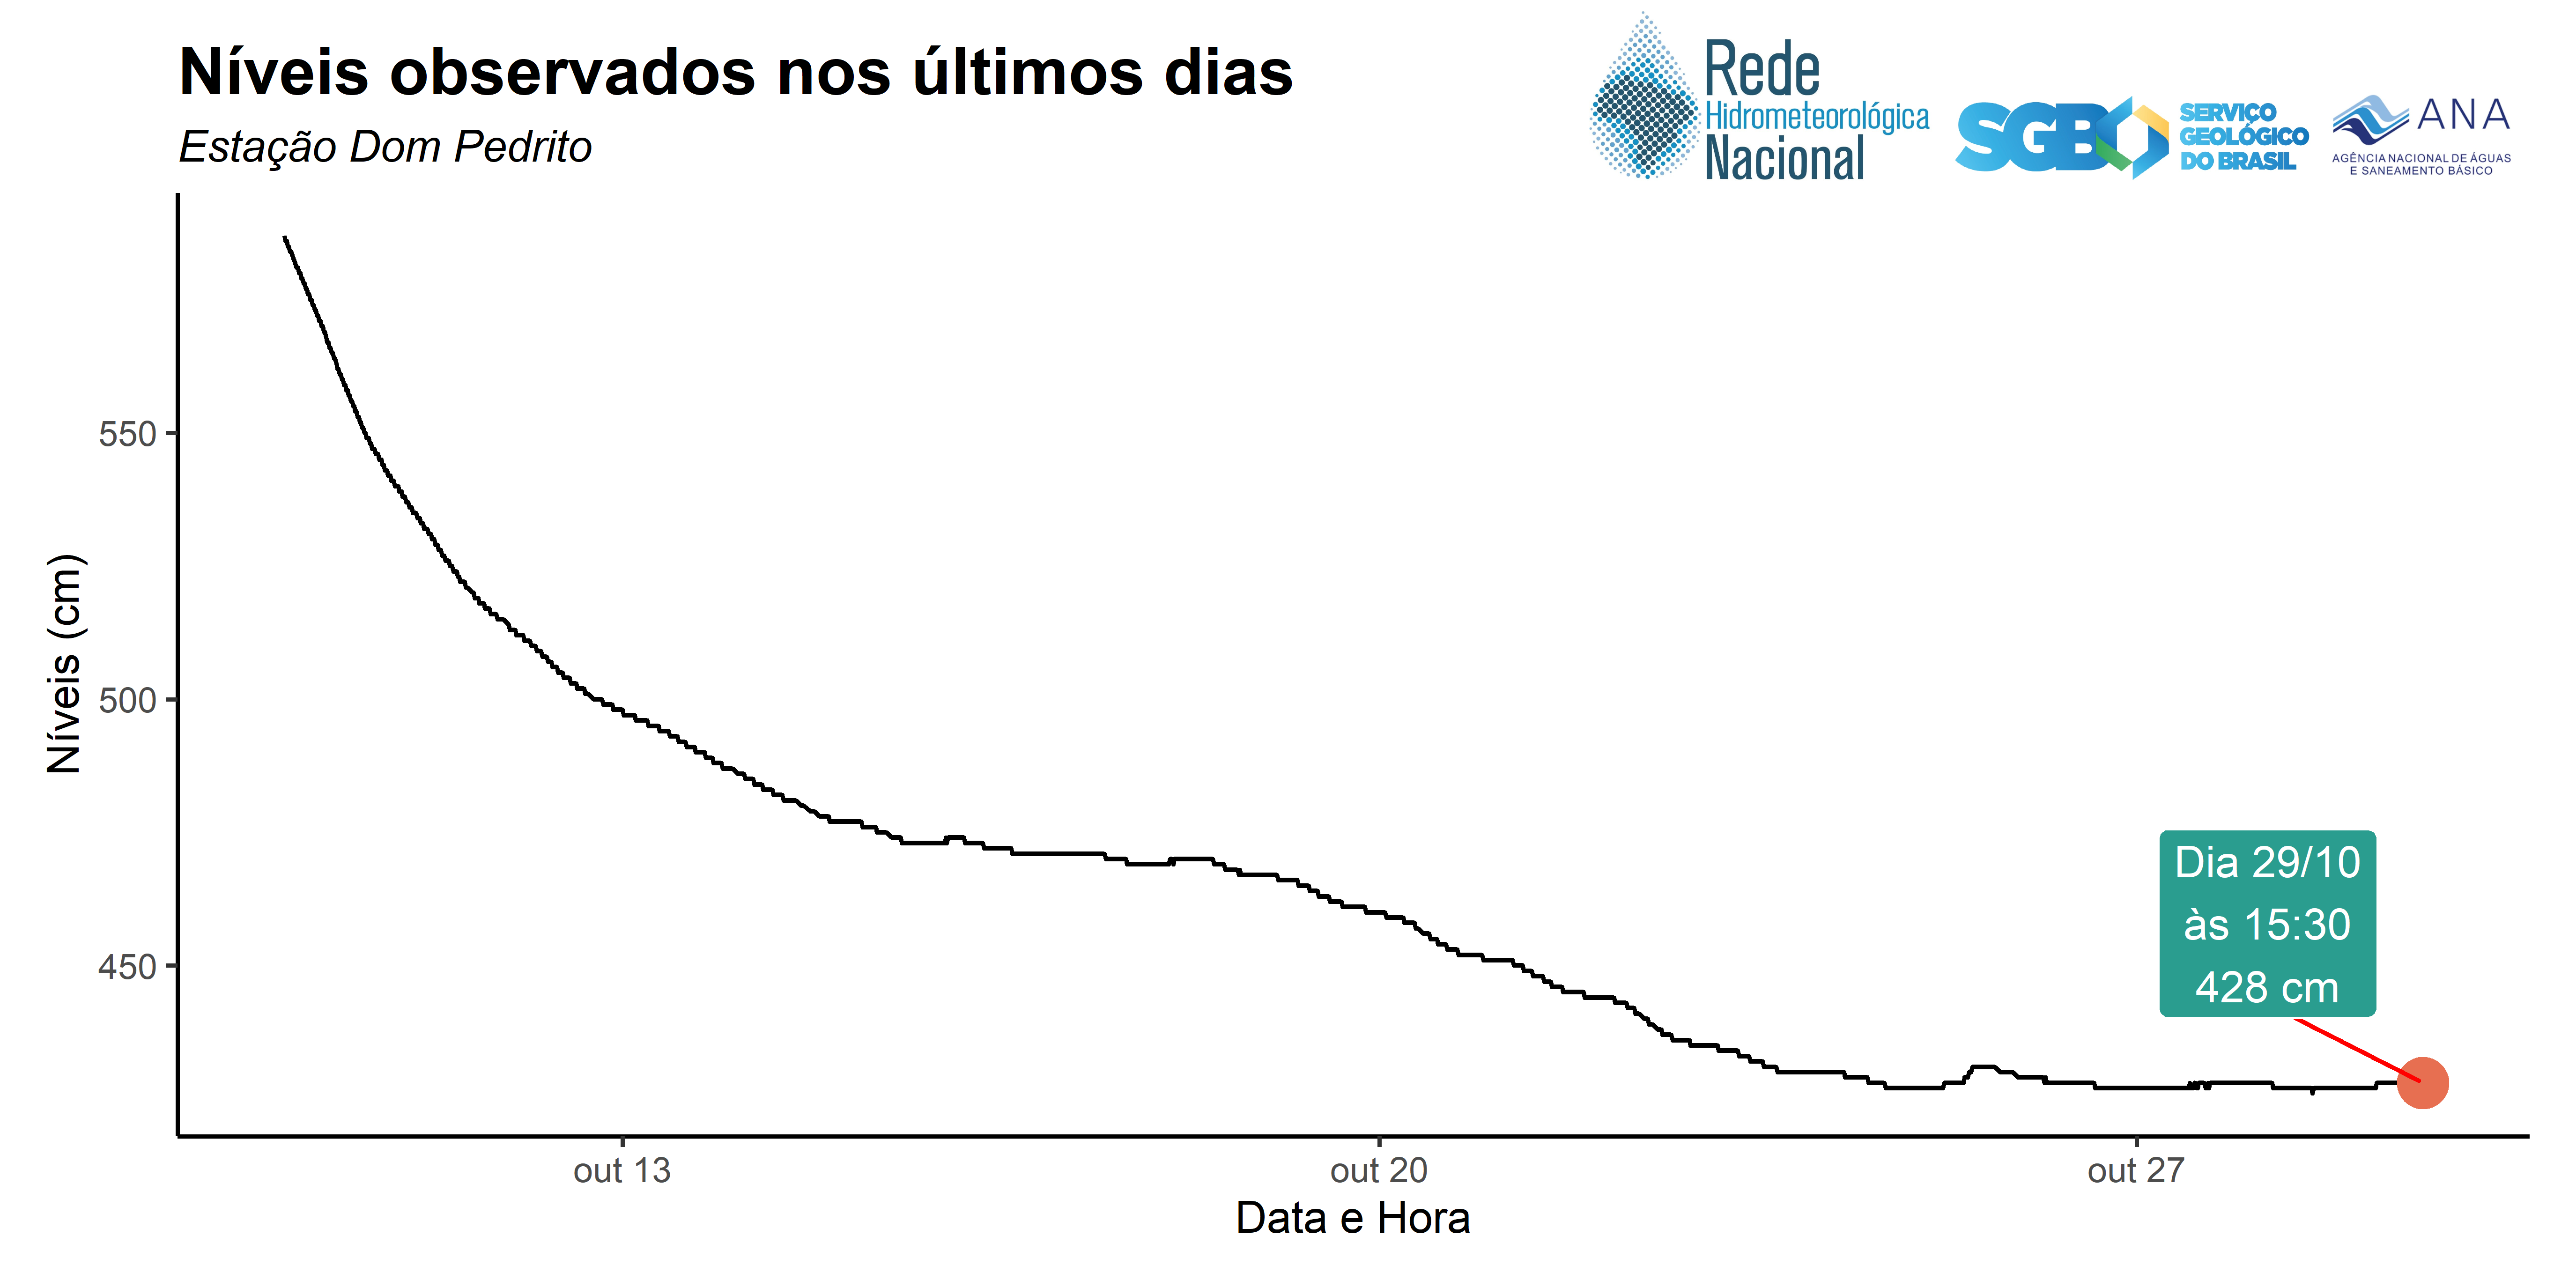 Níveis observados nos últimos dias
Estação Dom Pedrito
Rede
Hidrometeorológica
Nacional
SGB
SERVIÇO
GEOLÓGICO
DO BRASIL
ANA
AGÊNCIA NACIONAL DE ÁGUAS
E SANEAMENTO BÁSICO
Níveis (cm)
550
500
450
Dia 29/10
às 15:30
428 cm
out 13
out 20
out 27
Data e Hora